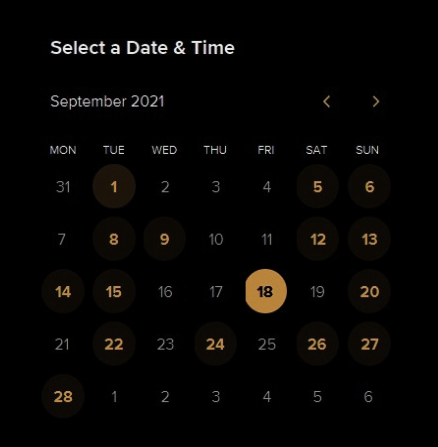 Select a Date & Time
September 2021
MON TUE WED THU FRI SAT SUN
31 1 2 3 4 5 6
7 8 9 10 11 12 13
14 15 16 17 18 19 20
21 22 23 24 25 26 27
28 1 2 3 4 5 6